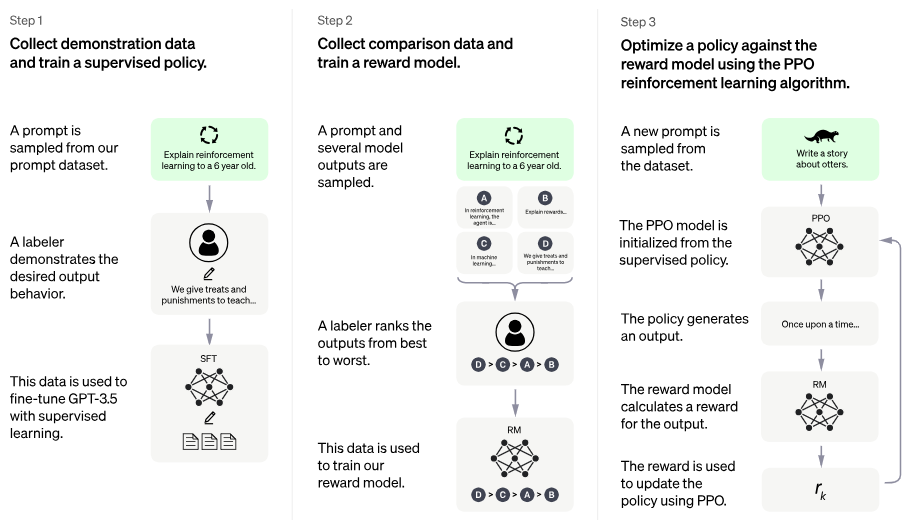 Step 1
Collect demonstration data
and train a supervised policy.
A prompt is
sampled from our
prompt dataset.
Explain reinforcement
learning to a 6 year old.
A labeler
demonstrates the
desired output
behavior.
We give treats and
punishments to teach...
This data is used to
fine-tune GPT-3.5
with supervised
learning.
SFT
Step 2
Collect comparison data and
train a reward model.
A prompt and
several model
outputs are
sampled.
Explain reinforcement
learning to a 6 year old.
A
In reinforcement
learning, the
agent is...
B
Explain rewards...
C
In machine
learning...
D
We give treats and
punishments to
teach...
A labeler ranks the
outputs from best
to worst.
D > C > A > B
This data is used
to train our
reward model.
RM
D > C > A > B
Step 3
Optimize a policy against the
reward model using the PPO
reinforcement learning algorithm.
A new prompt is
sampled from
the dataset.
Write a story
about otters.
The PPO model is
initialized from the
supervised policy.
PPO
The policy generates
an output.
Once upon a time...
The reward model
calculates a reward
for the output.
RM
The reward is used
to update the
policy using PPO.
rk